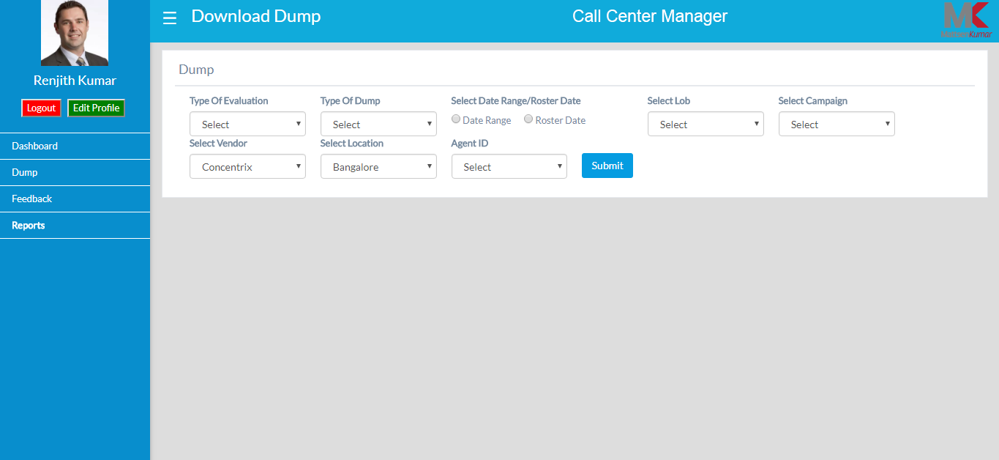 ☰ Download Dump
Call Center Manager
MK
Kumar
Renjith Kumar
Logout Edit Profile
Dashboard
Dump
Feedback
Reports
Dump
Type Of Evaluation Type Of Dump Select Date Range/Roster Date Select Lob Select Campaign
Select Select Date Range Roster Date Select Select
Select Vendor Select Location Agent ID
Concentrix Bangalore Select Submit